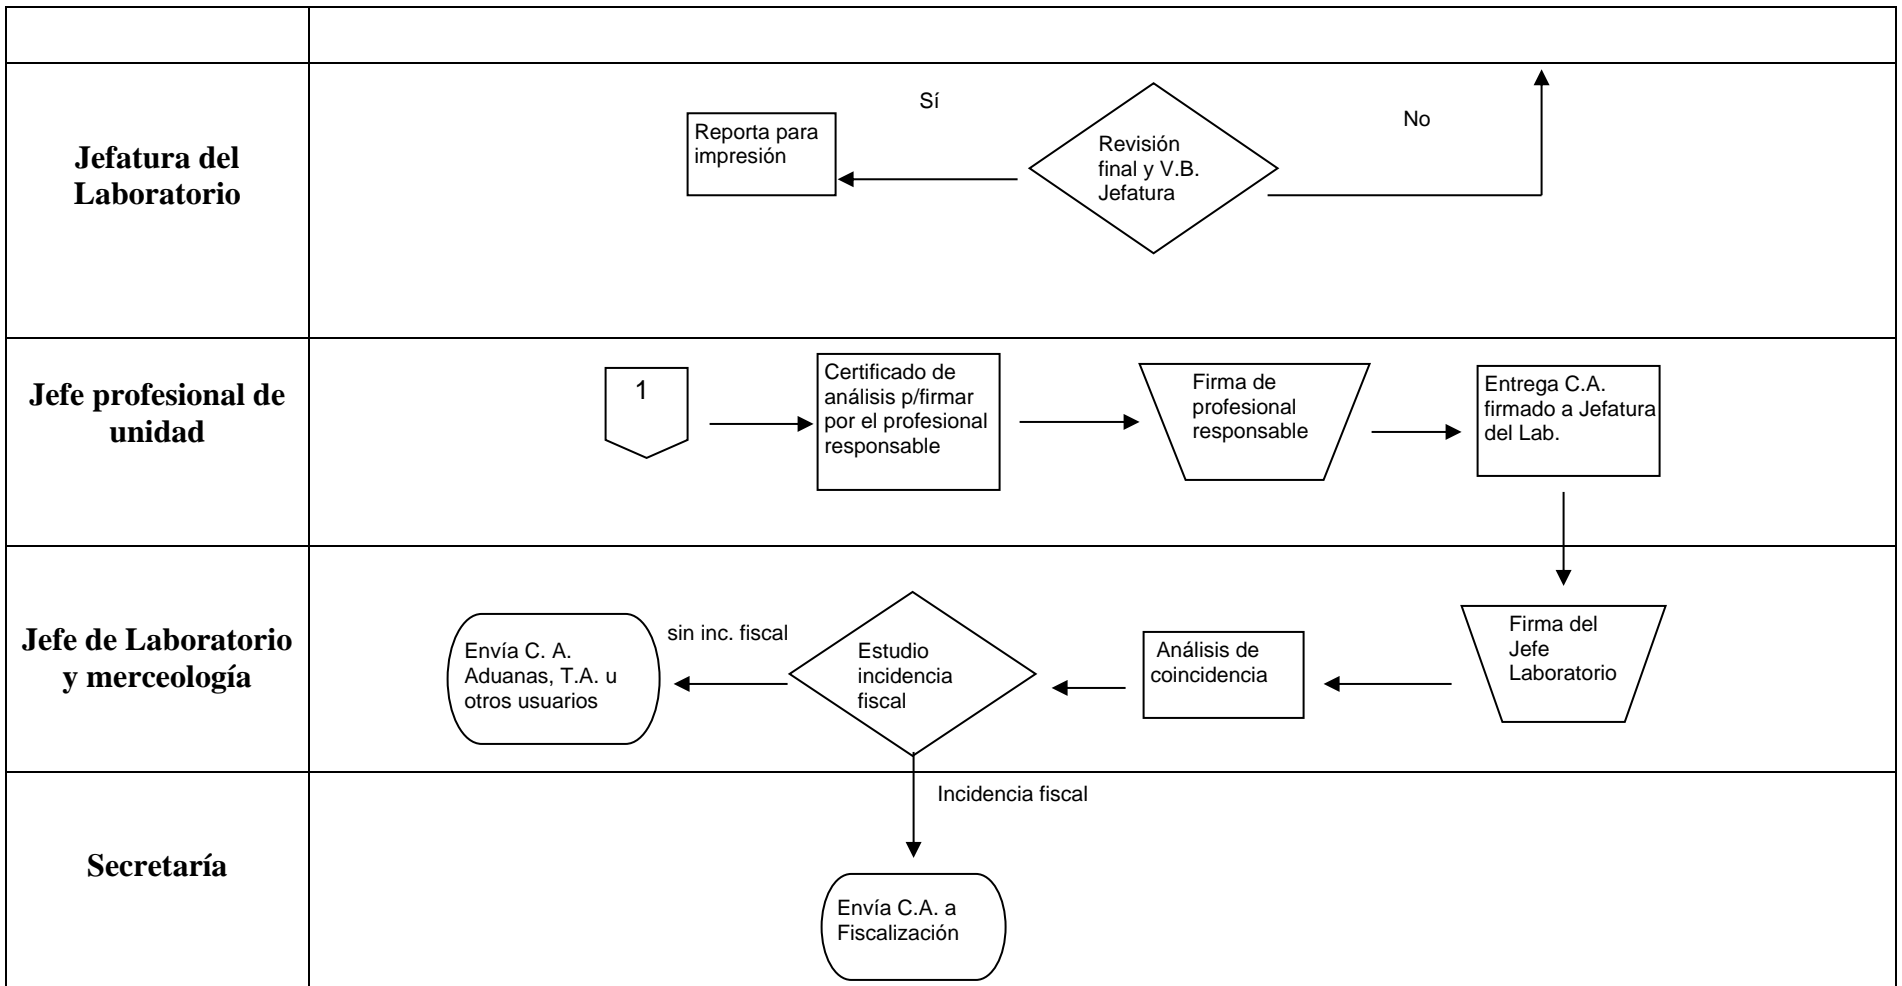 Jefatura del
Laboratorio
Reporta para
impresión
Sí
Revisión
final y V.B.
Jefatura
No
Jefe profesional de
unidad
1
Certificado de
análisis p/firmar
por el profesional
responsable
Firma de
profesional
responsable
Entrega C.A.
firmado a Jefatura
del Lab.
Jefe de Laboratorio
y merceología
Envía C. A.
Aduanas, T.A. u
otros usuarios
sin inc. fiscal
Estudio
incidencia
fiscal
Análisis de
coincidencia
Firma del
Jefe
Laboratorio
Secretaría
Incidencia fiscal
Envía C.A. a
Fiscalización